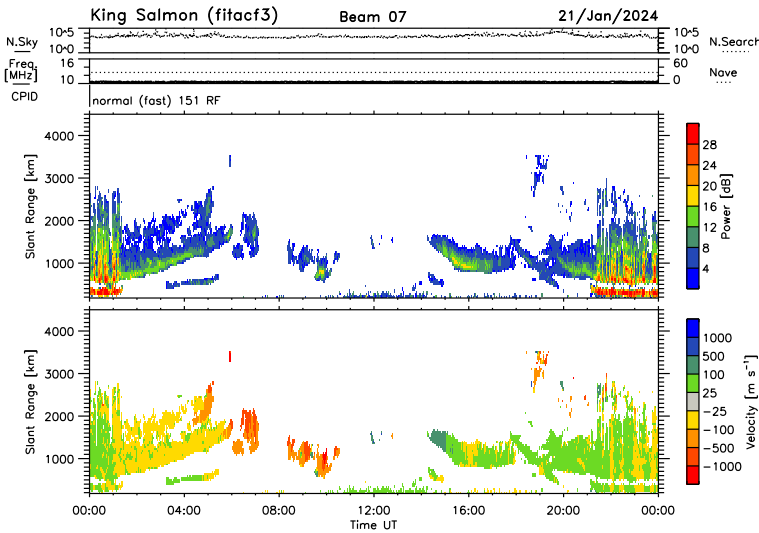 King Salmon (fitacf3) Beam 07 21/Jan/2024
N.Sky 10^5 10^0 10^5 10^0 N.Search
Freq. [MHz] 16 10 60 0 Nave
CPID normal (fast) 151 RF
Slant Range [km] 4000 3000 2000 1000
Power [dB] 28 24 20 16 12 8 4
Slant Range [km] 4000 3000 2000 1000
Velocity [m s⁻¹] 1000 500 100 25 −25 −100 −500 −1000
00:00 04:00 08:00 12:00 16:00 20:00 00:00
Time UT